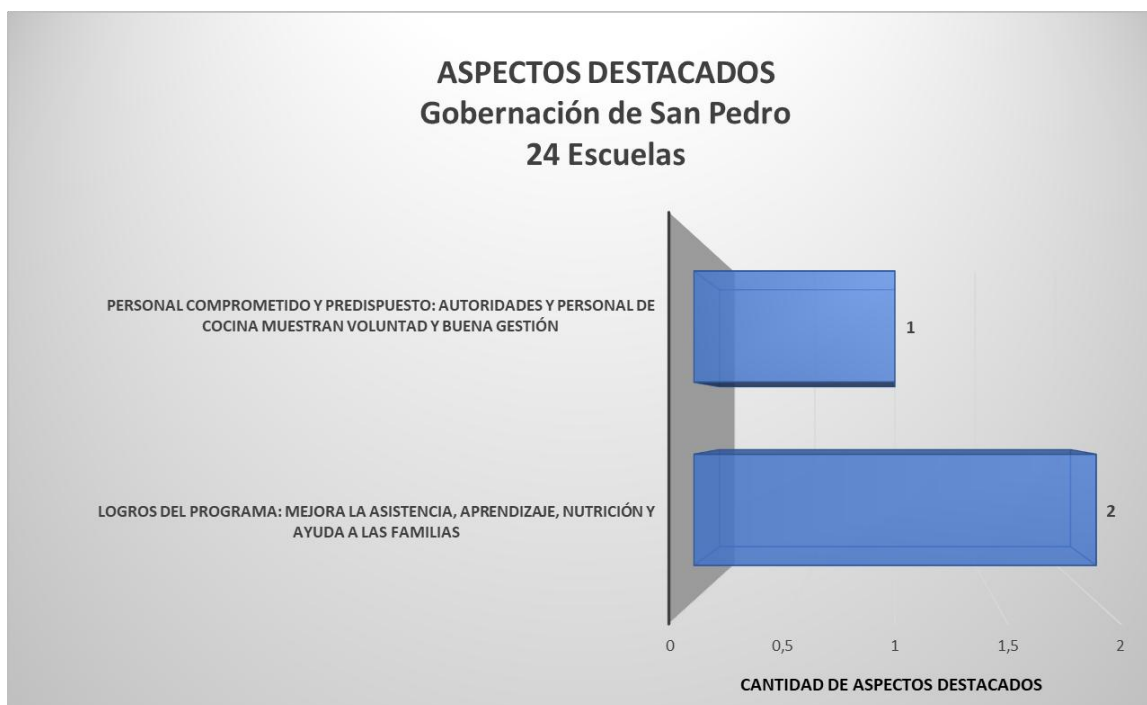 ASPECTOS DESTACADOS
Gobernación de San Pedro
24 Escuelas
PERSONAL COMPROMETIDO Y PREDISPUESTO: AUTORIDADES Y PERSONAL DE
COCINA MUESTRAN VOLUNTAD Y BUENA GESTIÓN
1
LOGROS DEL PROGRAMA: MEJORA LA ASISTENCIA, APRENDIZAJE, NUTRICIÓN Y
AYUDA A LAS FAMILIAS
2
0 0,5 1 1,5 2
CANTIDAD DE ASPECTOS DESTACADOS